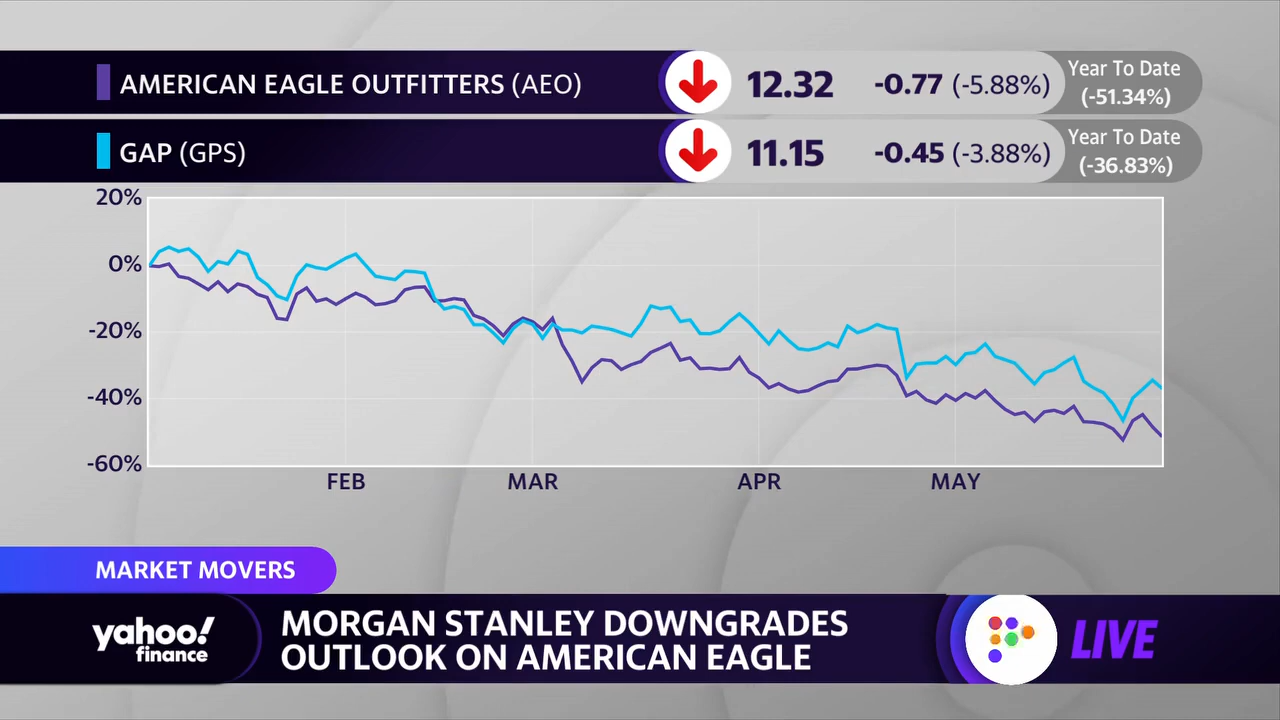 AMERICAN EAGLE OUTFITTERS (AEO) 12.32 -0.77 (-5.88%) Year To Date (-51.34%)
GAP (GPS) 11.15 -0.45 (-3.88%) Year To Date (-36.83%)
20%
0%
-20%
-40%
-60%
FEB MAR APR MAY
MARKET MOVERS
yahoo!
finance
MORGAN STANLEY DOWNGRADES
OUTLOOK ON AMERICAN EAGLE
LIVE